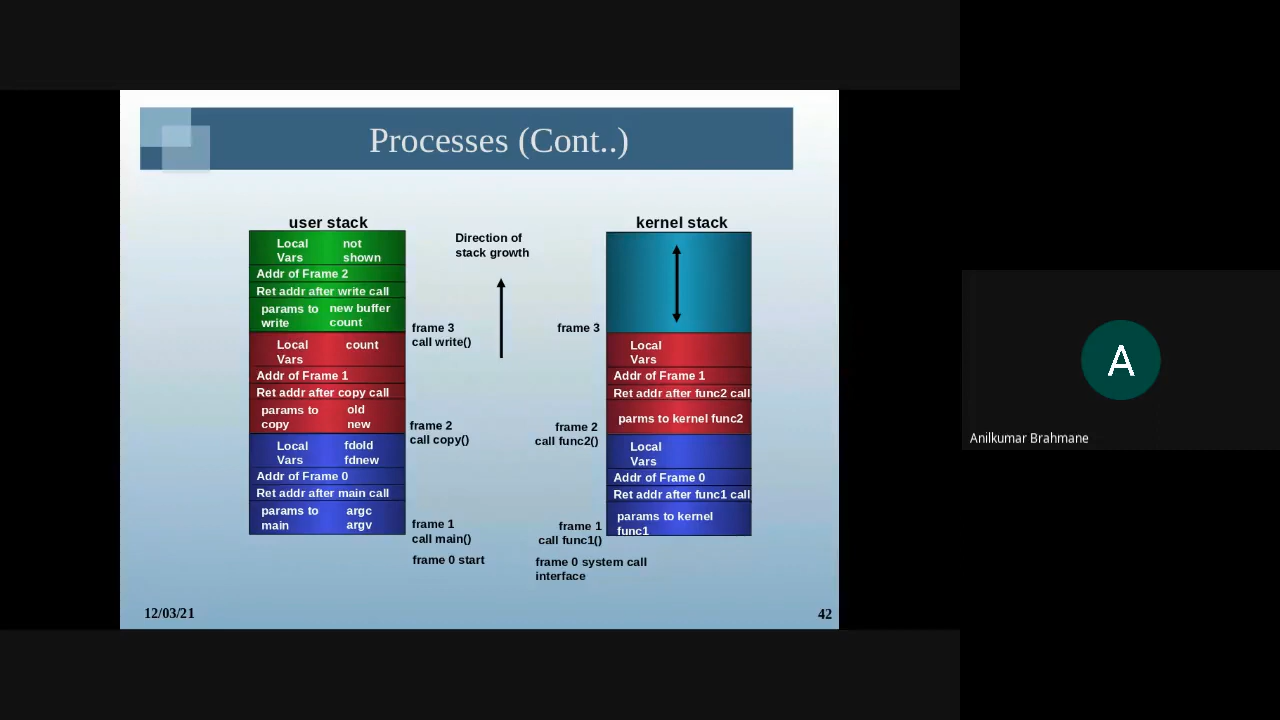 Processes (Cont..)
user stack
Local not
Vars shown
Addr of Frame 2
Ret addr after write call
params to new buffer
write count
Local count
Vars
Addr of Frame 1
Ret addr after copy call
params to old
copy new
Local fdold
Vars fdnew
Addr of Frame 0
Ret addr after main call
params to argc
main argv
Direction of
stack growth
frame 3
call write()
frame 2
call copy()
frame 1
call main()
frame 0 start
kernel stack
frame 3
Local
Vars
Addr of Frame 1
Ret addr after func2 call
parms to kernel func2
frame 2
call func2()
Local
Vars
Addr of Frame 0
Ret addr after func1 call
params to kernel
func1
frame 1
call func1()
frame 0 system call
interface
12/03/21
42
A
Anilkumar Brahmane